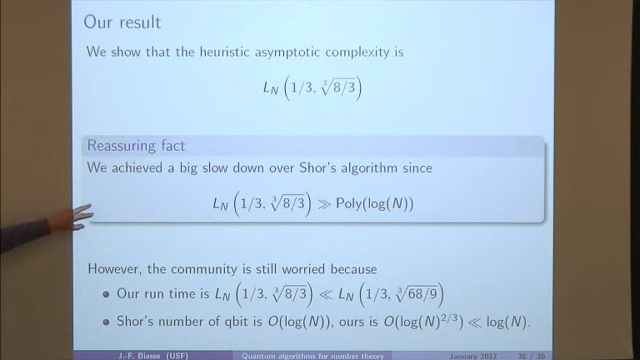 Our result
We show that the heuristic asymptotic complexity is
L_N (1/3, ∛8/3)
Reassuring fact
We achieved a big slow down over Shor's algorithm since
L_N (1/3, ∛8/3) ≫ Poly(log(N))
However, the community is still worried because
Our run time is L_N (1/3, ∛8/3) ≪ L_N (1/3, ∛68/9)
Shor's number of qbit is O(log(N)), ours is O(log(N)^2/3) ≪ log(N).
J.-F. Biasse (USF) Quantum algorithms for number theory January 2017 36 / 36